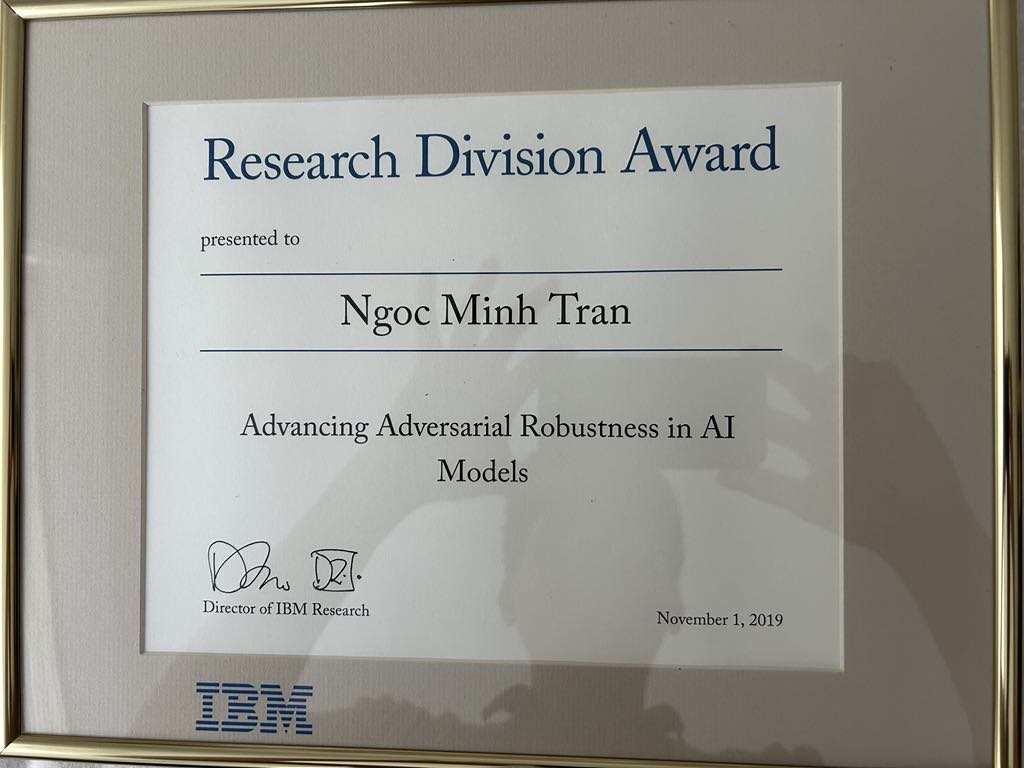 Research Division Award
presented to
Ngoc Minh Tran
Advancing Adversarial Robustness in AI
Models
Director of IBM Research
November 1, 2019
IBM